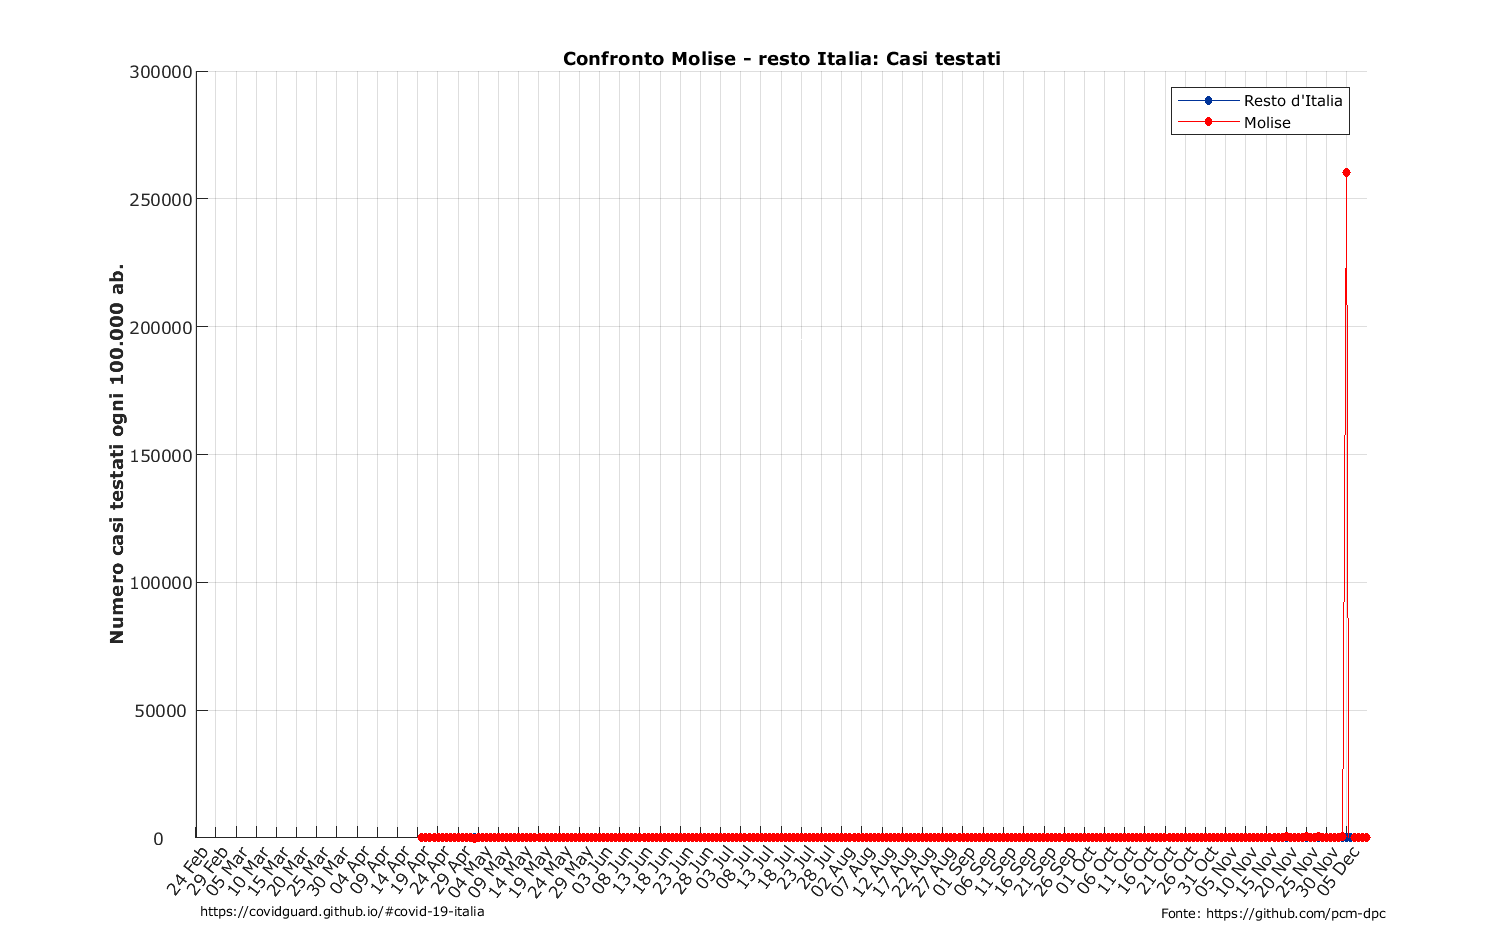 Confronto Molise - resto Italia: Casi testati
Resto d'Italia
Molise
Numero casi testati ogni 100.000 ab.
300000
250000
200000
150000
100000
50000
0
24 Feb
29 Feb
05 Mar
10 Mar
15 Mar
20 Mar
25 Mar
30 Mar
04 Apr
09 Apr
14 Apr
19 Apr
24 Apr
29 Apr
04 May
09 May
14 May
19 May
24 May
29 May
03 Jun
08 Jun
13 Jun
18 Jun
23 Jun
28 Jun
03 Jul
08 Jul
13 Jul
18 Jul
23 Jul
28 Jul
02 Aug
07 Aug
12 Aug
17 Aug
22 Aug
27 Aug
01 Sep
06 Sep
11 Sep
16 Sep
21 Sep
26 Sep
01 Oct
06 Oct
11 Oct
16 Oct
21 Oct
26 Oct
31 Oct
05 Nov
10 Nov
15 Nov
20 Nov
25 Nov
30 Nov
05 Dec
https://covidguard.github.io/#covid-19-italia
Fonte: https://github.com/pcm-dpc